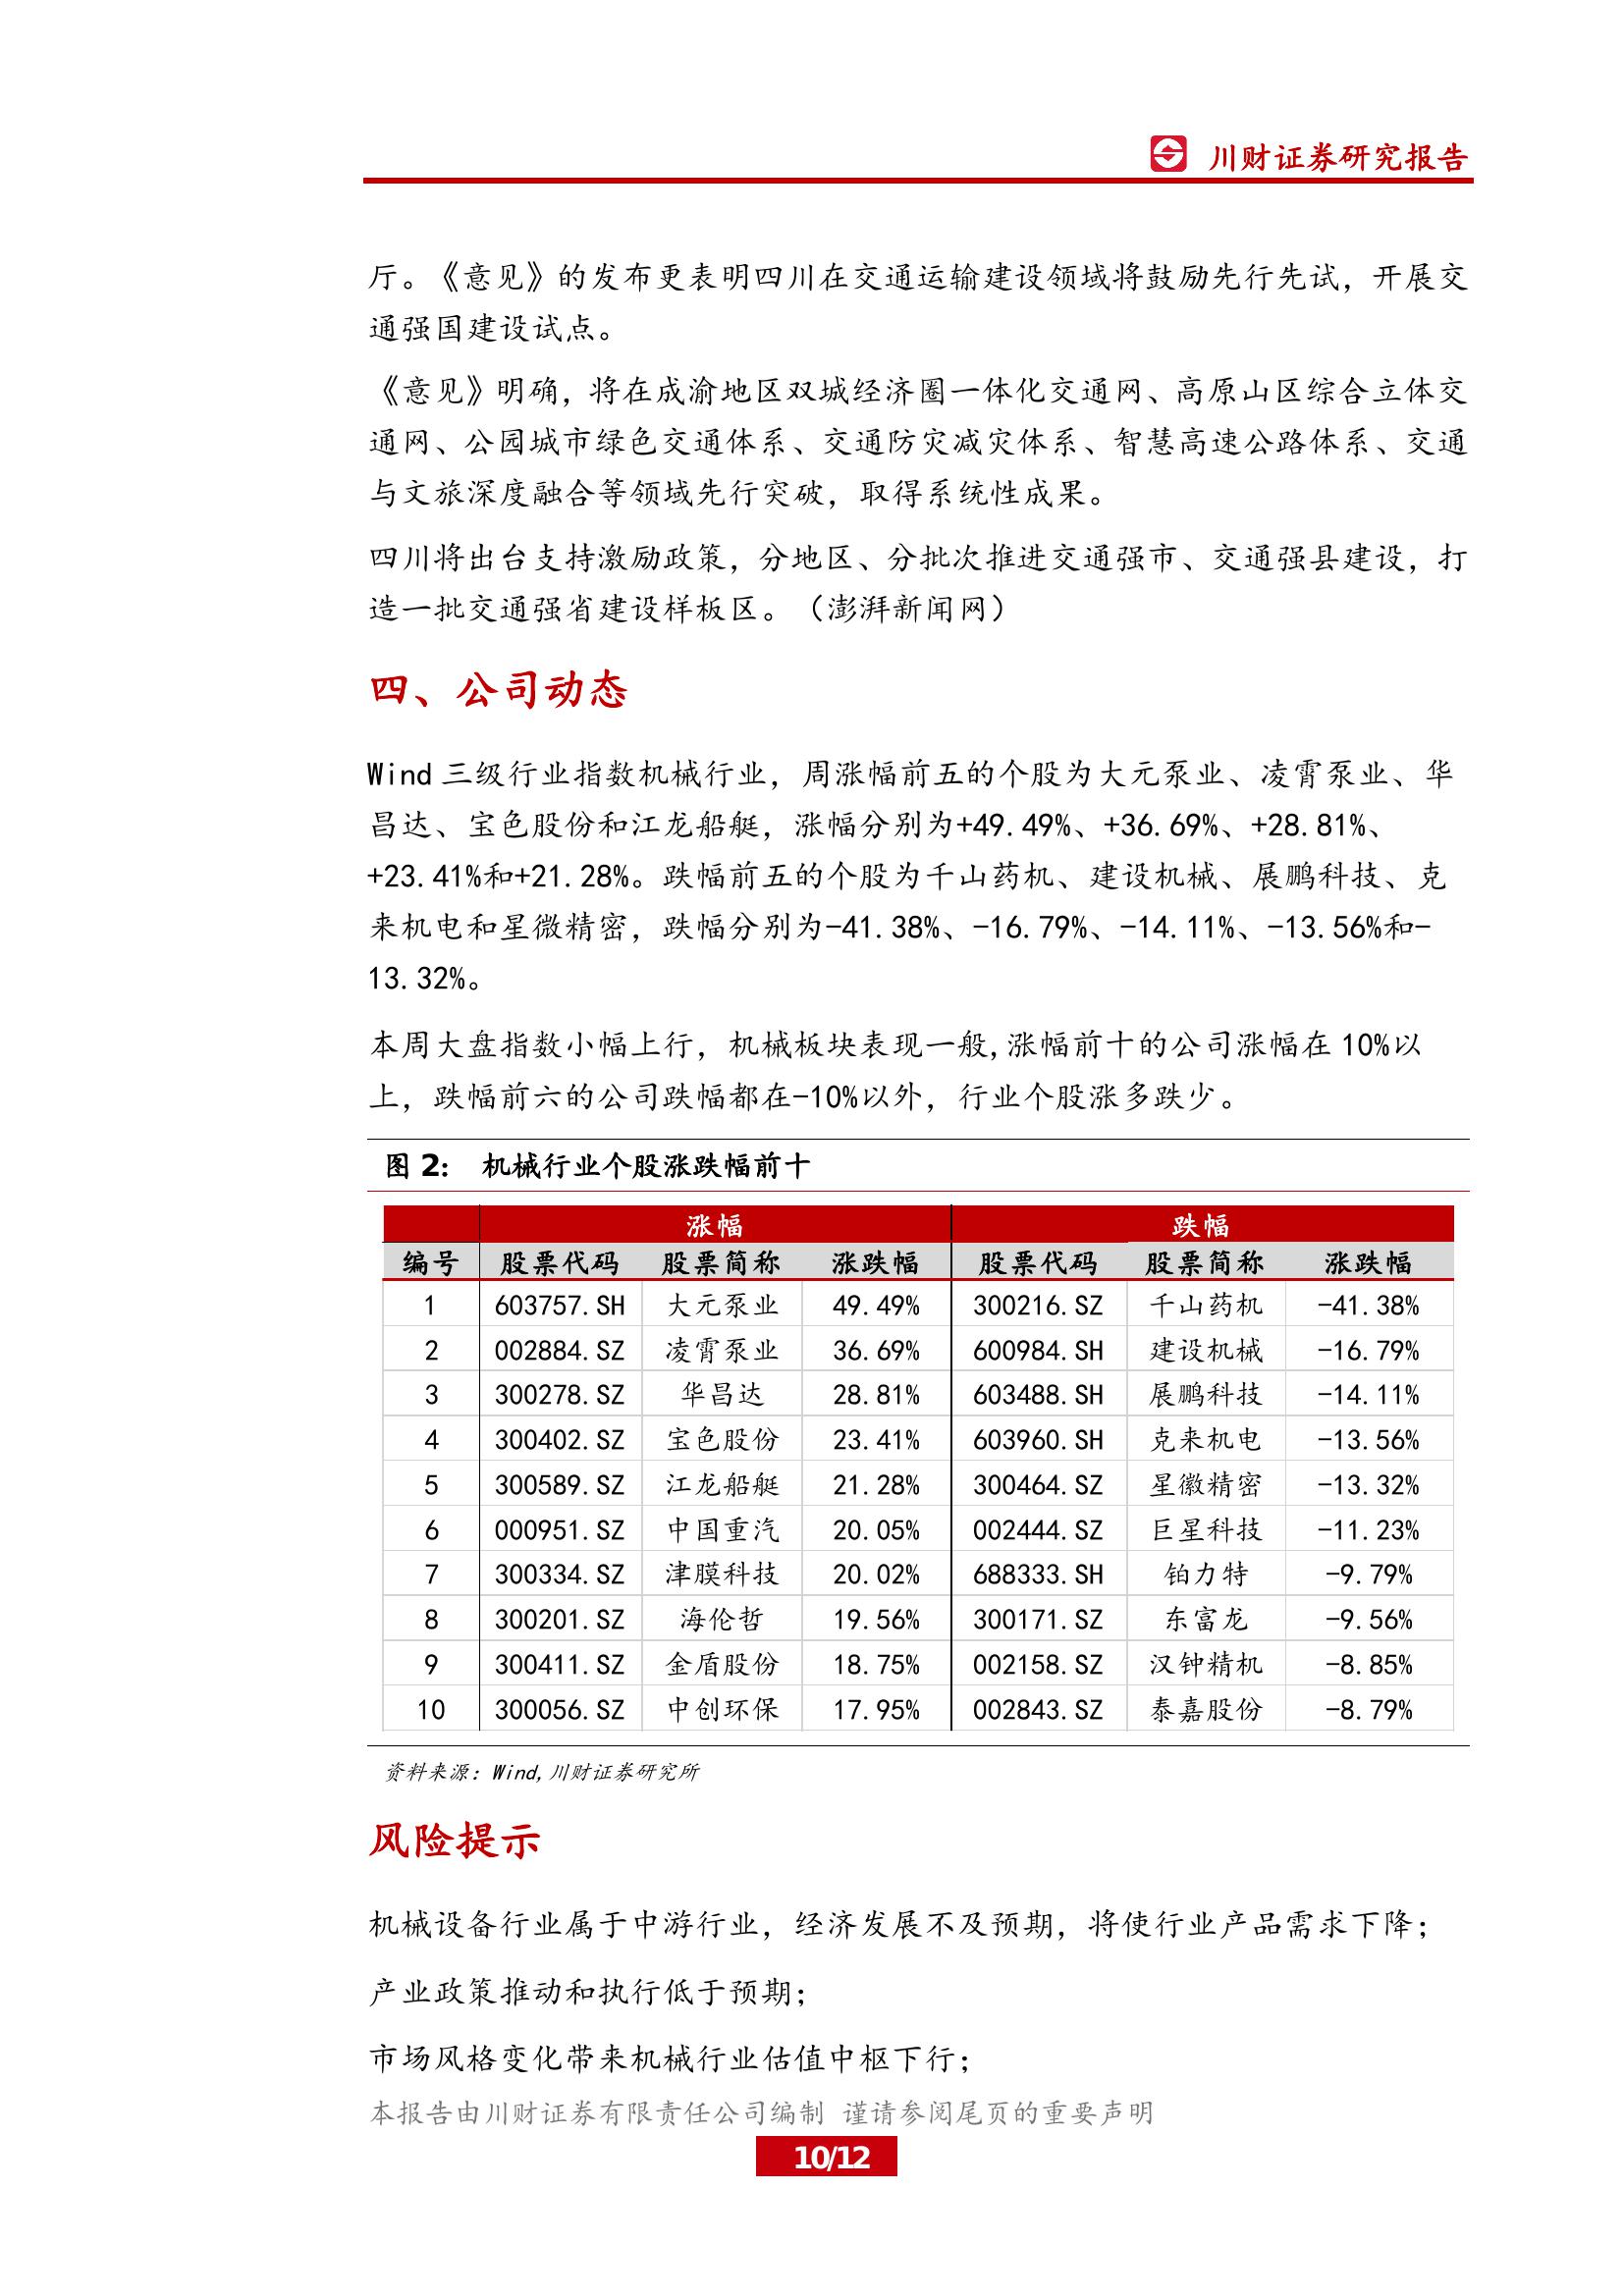 川财证券研究报告
厅。《意见》的发布更表明四川在交通运输建设领域将鼓励先行先试，开展交
通强国建设试点。
《意见》明确，将在成渝地区双城经济圈一体化交通网、高原山区综合立体交
通网、公园城市绿色交通体系、交通防灾减灾体系、智慧高速公路体系、交通
与文旅深度融合等领域先行突破，取得系统性成果。
四川将出台支持激励政策，分地区、分批次推进交通强市、交通强县建设，打
造一批交通强省建设样板区。（澎湃新闻网）
四、公司动态
Wind 三级行业指数机械行业，周涨幅前五的个股为大元泵业、凌霄泵业、华
昌达、宝色股份和江龙船艇，涨幅分别为+49.49%、+36.69%、+28.81%、
+23.41%和+21.28%。跌幅前五的个股为千山药机、建设机械、展鹏科技、克
来机电和星微精密，跌幅分别为-41.38%、-16.79%、-14.11%、-13.56%和-
13.32%。
本周大盘指数小幅上行，机械板块表现一般,涨幅前十的公司涨幅在 10%以
上，跌幅前六的公司跌幅都在-10%以外，行业个股涨多跌少。
图 2: 机械行业个股涨跌幅前十
涨幅 跌幅
编号 股票代码 股票简称 涨跌幅 股票代码 股票简称 涨跌幅
1 603757.SH 大元泵业 49.49% 300216.SZ 千山药机 -41.38%
2 002884.SZ 凌霄泵业 36.69% 600984.SH 建设机械 -16.79%
3 300278.SZ 华昌达 28.81% 603488.SH 展鹏科技 -14.11%
4 300402.SZ 宝色股份 23.41% 603960.SH 克来机电 -13.56%
5 300589.SZ 江龙船艇 21.28% 300464.SZ 星徽精密 -13.32%
6 000951.SZ 中国重汽 20.05% 002444.SZ 巨星科技 -11.23%
7 300334.SZ 津膜科技 20.02% 688333.SH 铂力特 -9.79%
8 300201.SZ 海伦哲 19.56% 300171.SZ 东富龙 -9.56%
9 300411.SZ 金盾股份 18.75% 002158.SZ 汉钟精机 -8.85%
10 300056.SZ 中创环保 17.95% 002843.SZ 泰嘉股份 -8.79%
资料来源：Wind,川财证券研究所
风险提示
机械设备行业属于中游行业，经济发展不及预期，将使行业产品需求下降；
产业政策推动和执行低于预期；
市场风格变化带来机械行业估值中枢下行；
本报告由川财证券有限责任公司编制 谨请参阅尾页的重要声明
10/12